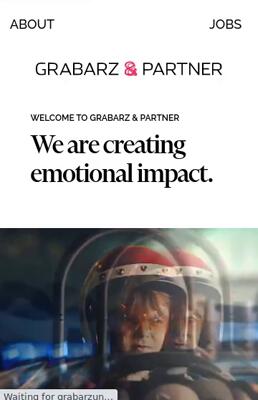 ABOUT
JOBS
GRABARZ & PARTNER
WELCOME TO GRABARZ & PARTNER
We are creating
emotional impact.
Waiting for grabarzun...